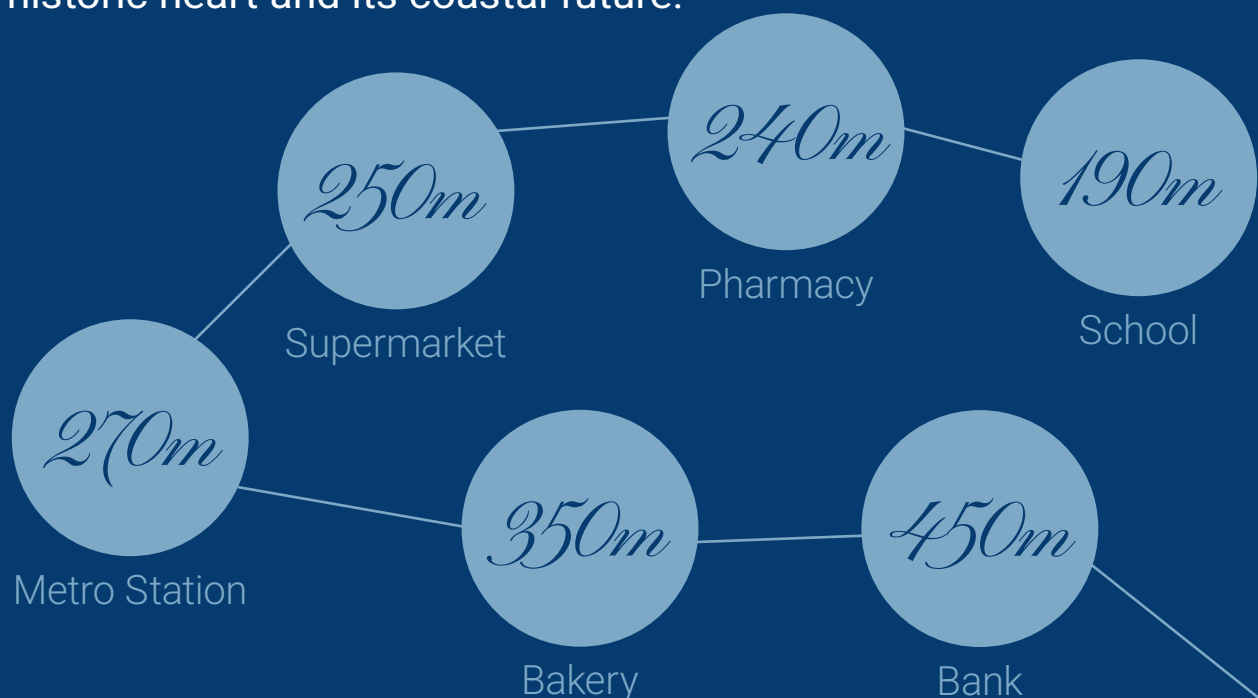 historic heart and its coastal future.
240m
Pharmacy
190m
School
250m
Supermarket
270m
Metro Station
350m
Bakery
450m
Bank